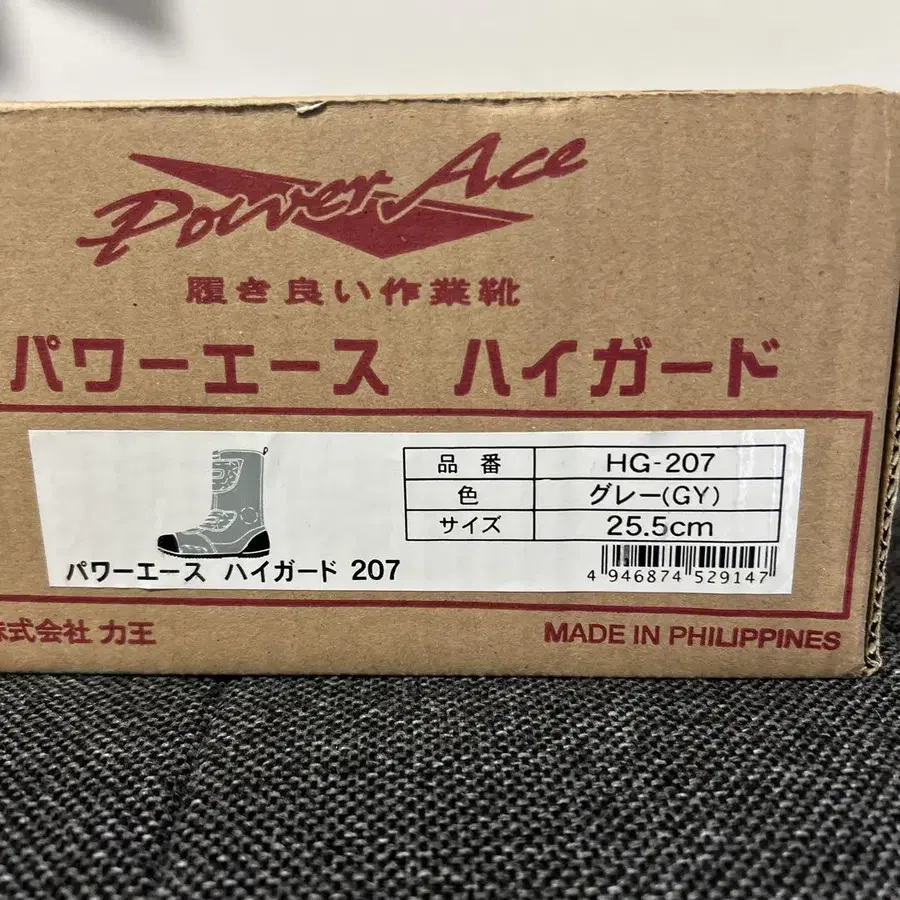 Power Ace
履き良い作業靴
パワーエース ハイガード
品番 HG-207
色 グレー(GY)
サイズ 25.5cm
パワーエース ハイガード 207
4 946874 529147
式会社 力王
MADE IN PHILIPPINES